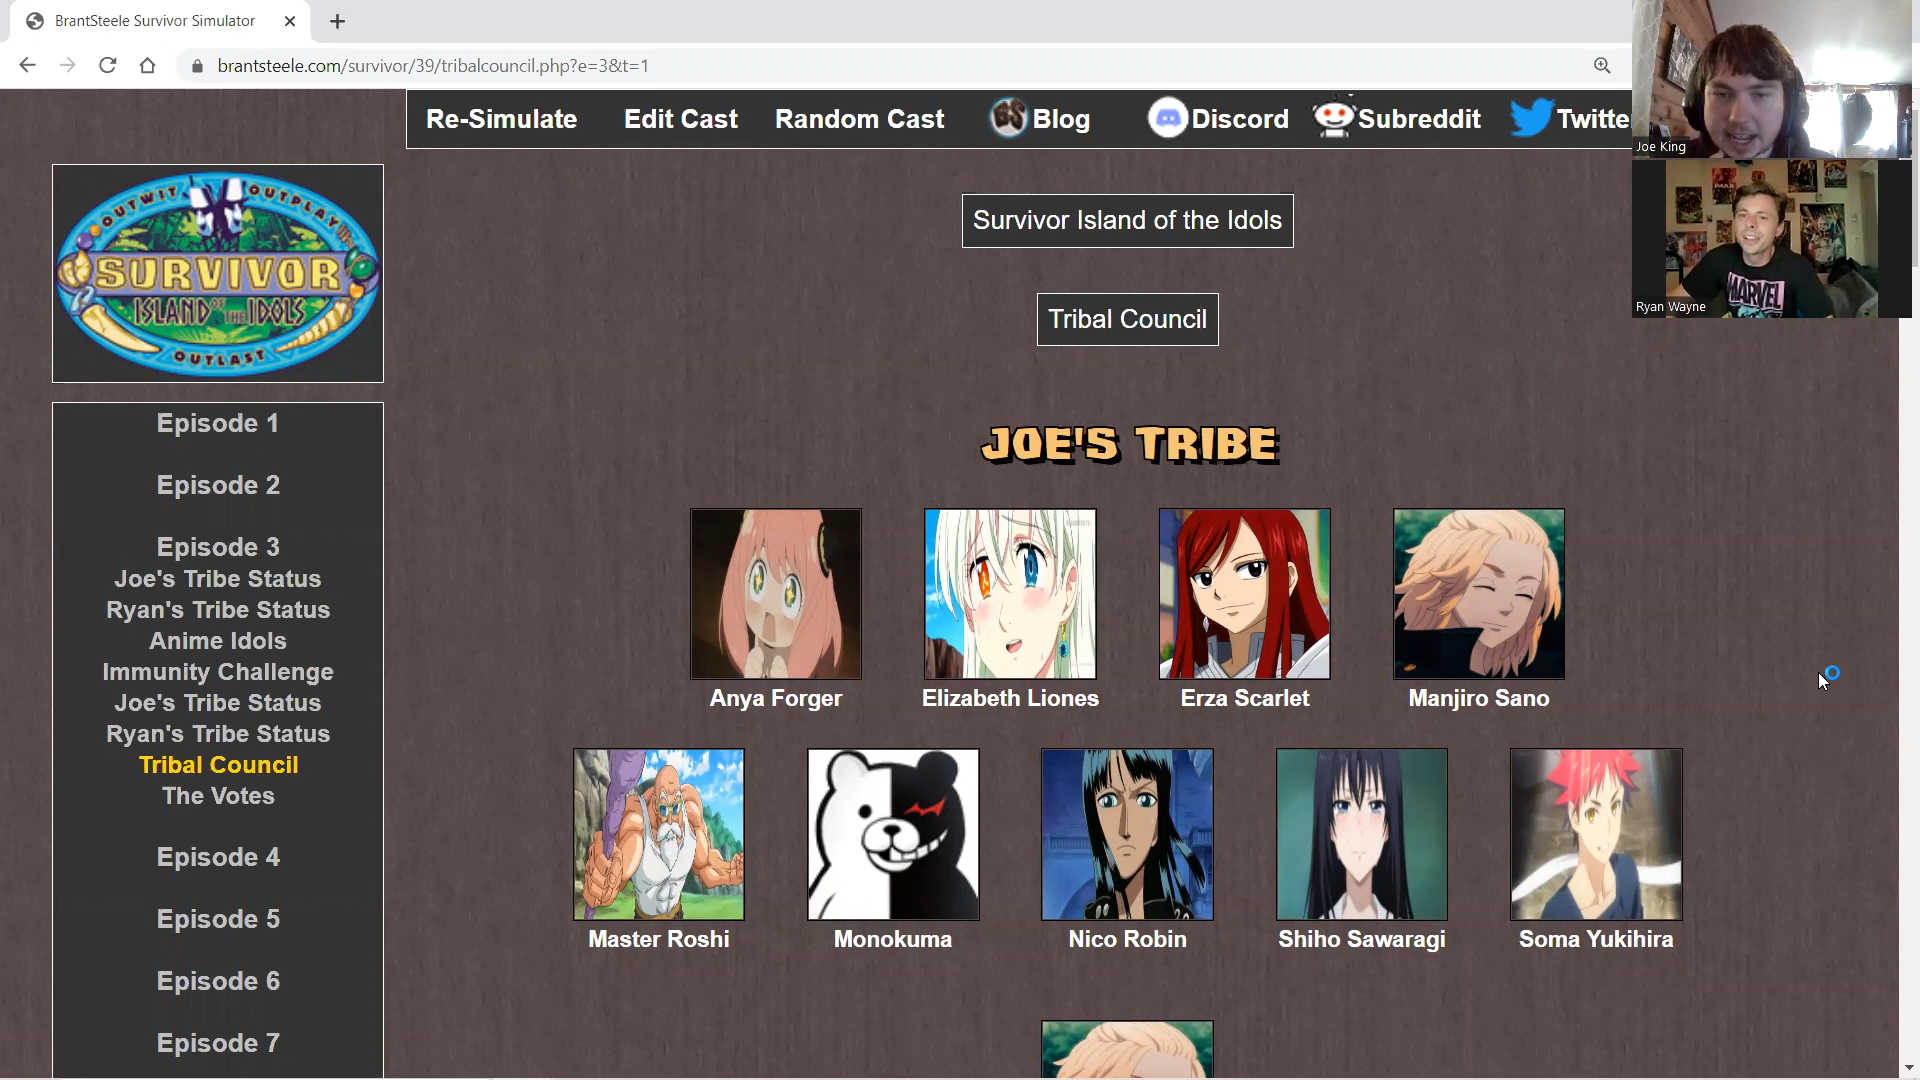 BrantSteele Survivor Simulator
brantsteele.com/survivor/39/tribalcouncil.php?e=3&t=1
Re-Simulate Edit Cast Random Cast BS Blog Discord Subreddit Twitte
Joe King
MARVEL
Ryan Wayne
OUTWIT OUTPLAY
SURVIVOR
ISLAND OF THE IDOLS
OUTLAST
Survivor Island of the Idols
Tribal Council
JOE'S TRIBE
Anya Forger Elizabeth Liones Erza Scarlet Manjiro Sano
Master Roshi Monokuma Nico Robin Shiho Sawaragi Soma Yukihira
Episode 1
Episode 2
Episode 3
Joe's Tribe Status
Ryan's Tribe Status
Anime Idols
Immunity Challenge
Joe's Tribe Status
Ryan's Tribe Status
Tribal Council
The Votes
Episode 4
Episode 5
Episode 6
Episode 7